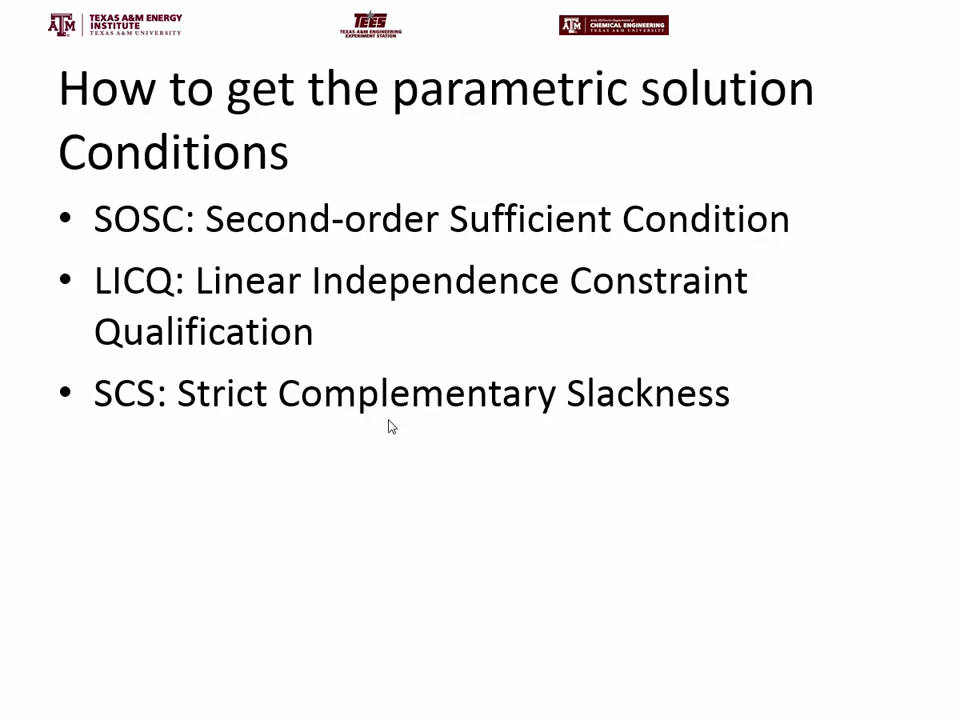 TEXAS A&M ENERGY
INSTITUTE
TEXAS A&M UNIVERSITY
TEES
TEXAS A&M ENGINEERING
EXPERIMENT STATION
CHEMICAL ENGINEERING
TEXAS A&M UNIVERSITY
How to get the parametric solution
Conditions
• SOSC: Second-order Sufficient Condition
• LICQ: Linear Independence Constraint
Qualification
• SCS: Strict Complementary Slackness